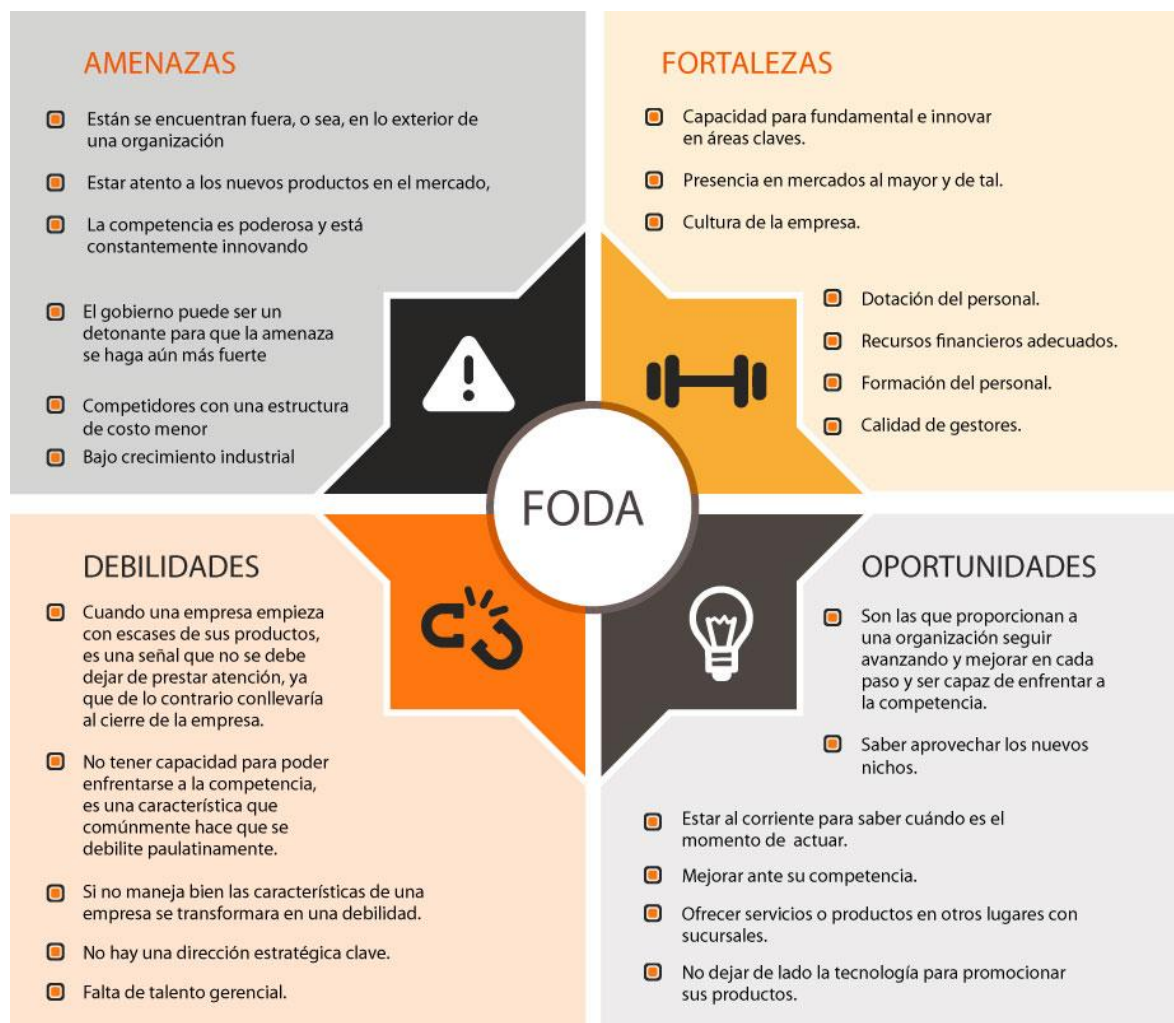 AMENAZAS
Están se encuentran fuera, o sea, en lo exterior de
una organización
Estar atento a los nuevos productos en el mercado,
La competencia es poderosa y está
constantemente innovando
El gobierno puede ser un
detonante para que la amenaza
se haga aún más fuerte
Competidores con una estructura
de costo menor
Bajo crecimiento industrial
FORTALEZAS
Capacidad para fundamental e innovar
en áreas claves.
Presencia en mercados al mayor y de tal.
Cultura de la empresa.
Dotación del personal.
Recursos financieros adecuados.
Formación del personal.
Calidad de gestores.
FODA
DEBILIDADES
Cuando una empresa empieza
con escases de sus productos,
es una señal que no se debe
dejar de prestar atención, ya
que de lo contrario conllevaría
al cierre de la empresa.
No tener capacidad para poder
enfrentarse a la competencia,
es una característica que
comúnmente hace que se
debilite paulatinamente.
Si no maneja bien las características de una
empresa se transformara en una debilidad.
No hay una dirección estratégica clave.
Falta de talento gerencial.
OPORTUNIDADES
Son las que proporcionan a
una organización seguir
avanzando y mejorar en cada
paso y ser capaz de enfrentar a
la competencia.
Saber aprovechar los nuevos
nichos.
Estar al corriente para saber cuándo es el
momento de actuar.
Mejorar ante su competencia.
Ofrecer servicios o productos en otros lugares con
sucursales.
No dejar de lado la tecnología para promocionar
sus productos.